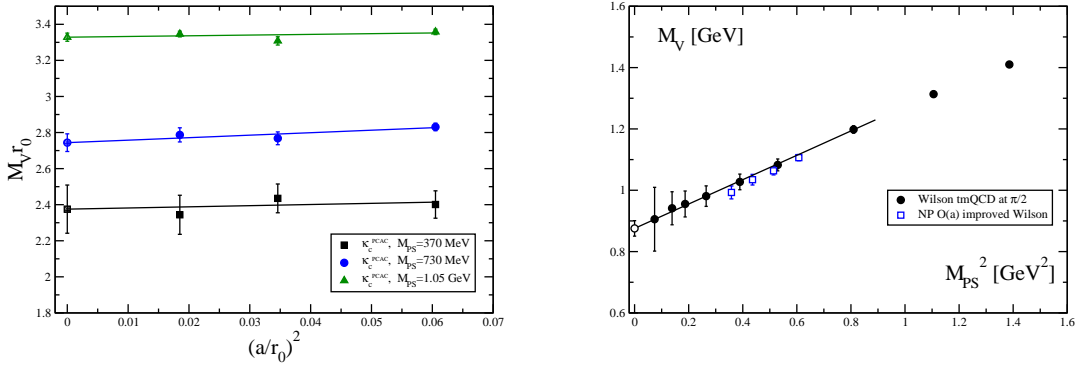 3.4
3.2
3
2.8
2.6
2.4
2.2
2
1.8
M_V r_0
0 0.01 0.02 0.03 0.04 0.05 0.06 0.07
(a/r_0)^2
κ_c^PCAC, M_PS=370 MeV
κ_c^PCAC, M_PS=730 MeV
κ_c^PCAC, M_PS=1.05 GeV
1.6
1.4
1.2
1
0.8
0.6
M_V [GeV]
Wilson tmQCD at π/2
NP O(a) improved Wilson
M_PS^2 [GeV^2]
0 0.2 0.4 0.6 0.8 1 1.2 1.4 1.6